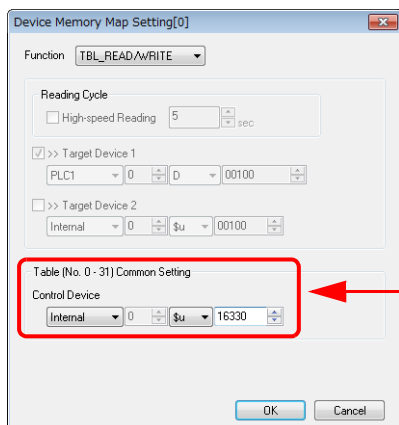 Device Memory Map Setting[0]
Function TBL_READ/WRITE
Reading Cycle
High-speed Reading 5 sec
>> Target Device 1
PLC1 0 D 00100
>> Target Device 2
Internal 0 $u 00100
Table (No. 0 - 31) Common Setting
Control Device
Internal 0 $u 16330
OK Cancel